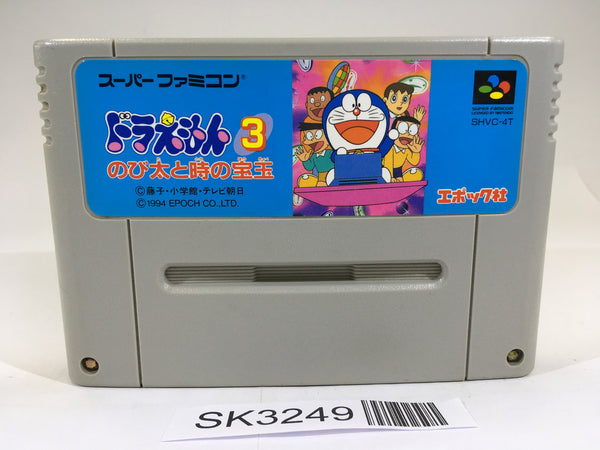 スーパーファミコン®
ドラえもん3
のび太と時の宝玉
©藤子・小学館・テレビ朝日
©1994 EPOCH CO., LTD.
SUPER FAMICOM
LICENSED BY NINTENDO
SHVC-4T
エポック社
SK3249